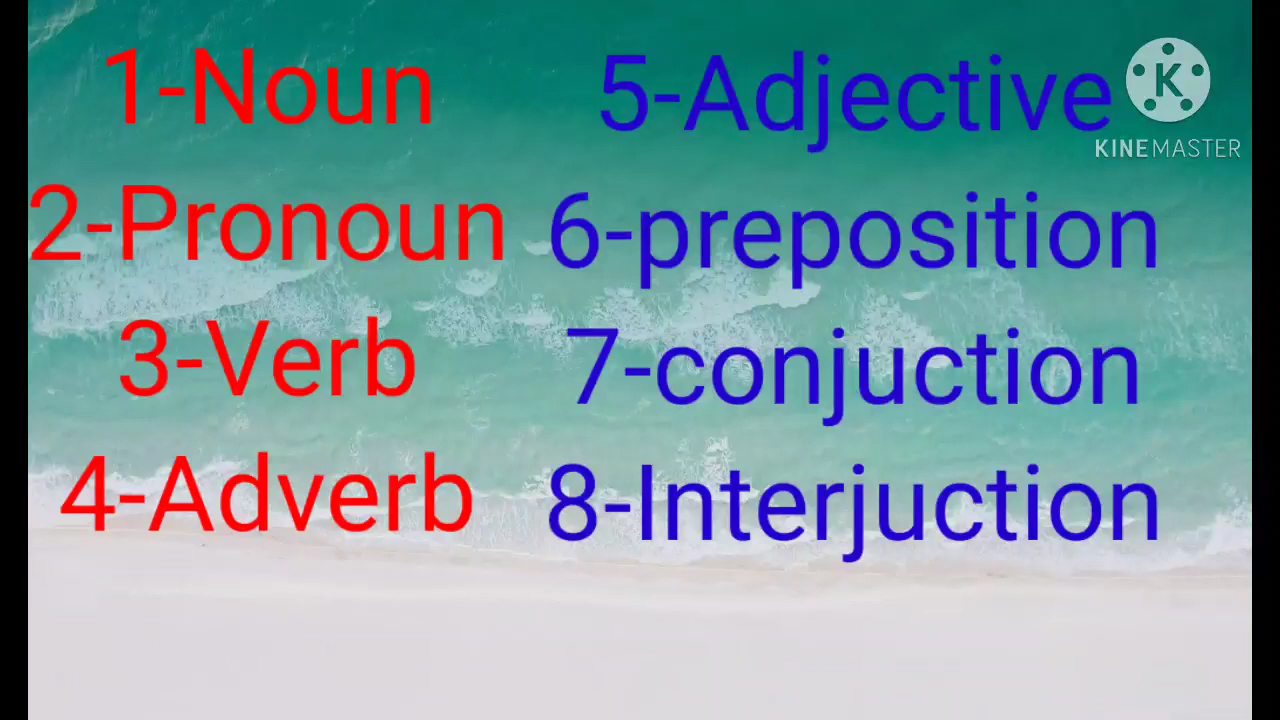 1-Noun
2-Pronoun
3-Verb
4-Adverb
5-Adjective
6-preposition
7-conjuction
8-Interjuction
K
KINEMASTER